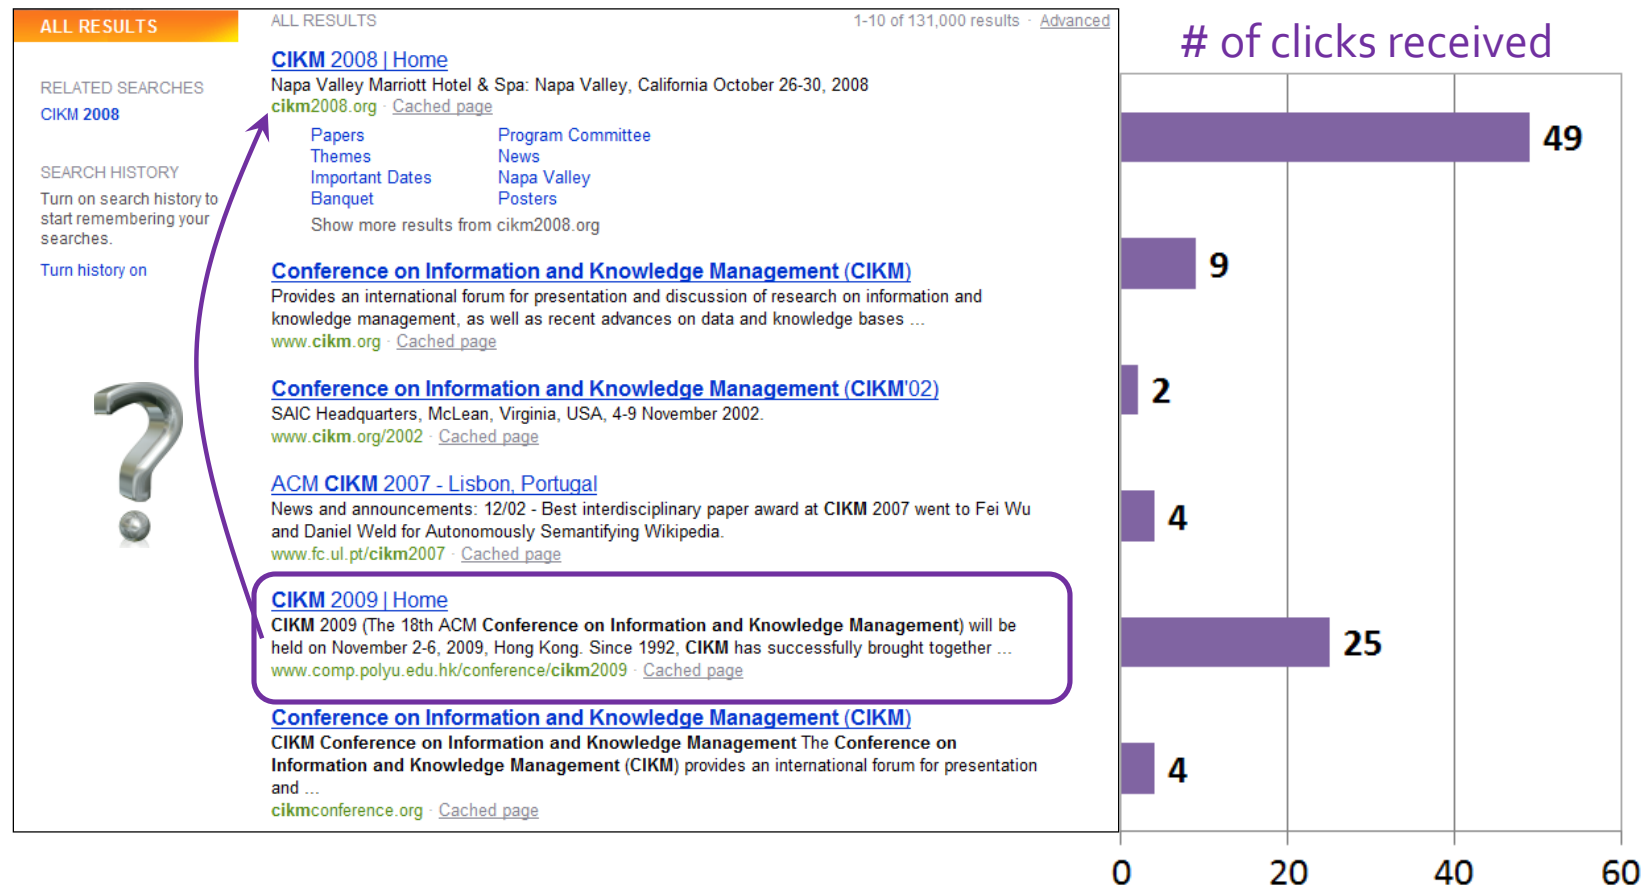 ALL RESULTS
RELATED SEARCHES
CIKM 2008
SEARCH HISTORY
Turn on search history to
start remembering your
searches.
Turn history on
ALL RESULTS
1-10 of 131,000 results · Advanced
CIKM 2008 | Home
Napa Valley Marriott Hotel & Spa: Napa Valley, California October 26-30, 2008
cikm2008.org · Cached page
Papers
Program Committee
Themes
News
Important Dates
Napa Valley
Banquet
Posters
Show more results from cikm2008.org
Conference on Information and Knowledge Management (CIKM)
Provides an international forum for presentation and discussion of research on information and
knowledge management, as well as recent advances on data and knowledge bases ...
www.cikm.org · Cached page
Conference on Information and Knowledge Management (CIKM'02)
SAIC Headquarters, McLean, Virginia, USA, 4-9 November 2002.
www.cikm.org/2002 · Cached page
ACM CIKM 2007 - Lisbon, Portugal
News and announcements: 12/02 - Best interdisciplinary paper award at CIKM 2007 went to Fei Wu
and Daniel Weld for Autonomously Semantifying Wikipedia.
www.fc.ul.pt/cikm2007 · Cached page
CIKM 2009 | Home
CIKM 2009 (The 18th ACM Conference on Information and Knowledge Management) will be
held on November 2-6, 2009, Hong Kong. Since 1992, CIKM has successfully brought together ...
www.comp.polyu.edu.hk/conference/cikm2009 · Cached page
Conference on Information and Knowledge Management (CIKM)
CIKM Conference on Information and Knowledge Management The Conference on
Information and Knowledge Management (CIKM) provides an international forum for presentation
and ...
cikmconference.org · Cached page
# of clicks received
49
9
2
4
25
4
0 20 40 60